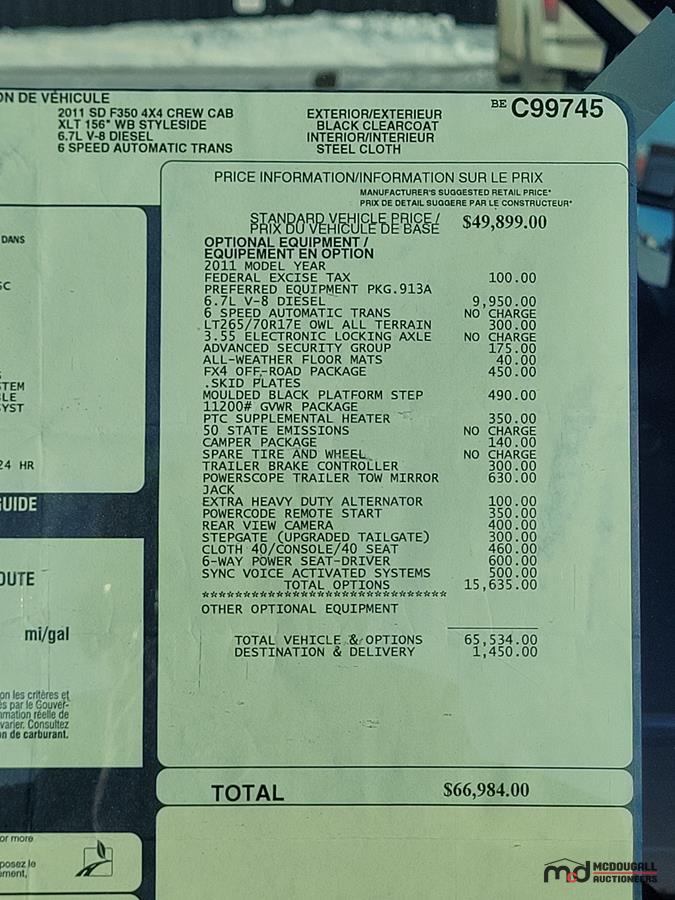 ON DE VÉHICULE
2011 SD F350 4X4 CREW CAB
XLT 156" WB STYLESIDE
6.7L V-8 DIESEL
6 SPEED AUTOMATIC TRANS
EXTERIOR/EXTERIEUR
BLACK CLEARCOAT
INTERIOR/INTERIEUR
STEEL CLOTH
BE C99745
PRICE INFORMATION/INFORMATION SUR LE PRIX
MANUFACTURER'S SUGGESTED RETAIL PRICE*
PRIX DE DETAIL SUGGERE PAR LE CONSTRUCTEUR*
STANDARD VEHICLE PRICE /
PRIX DU VÉHICULE DE BASE $49,899.00
OPTIONAL EQUIPMENT /
EQUIPEMENT EN OPTION
2011 MODEL YEAR
FEDERAL EXCISE TAX 100.00
PREFERRED EQUIPMENT PKG.913A
6.7L V-8 DIESEL 9,950.00
6 SPEED AUTOMATIC TRANS NO CHARGE
LT265/70R17E OWL ALL TERRAIN 300.00
3.55 ELECTRONIC LOCKING AXLE NO CHARGE
ADVANCED SECURITY GROUP 175.00
ALL-WEATHER FLOOR MATS 40.00
FX4 OFF-ROAD PACKAGE 450.00
.SKID PLATES
MOULDED BLACK PLATFORM STEP 490.00
11200# GVWR PACKAGE
PTC SUPPLEMENTAL HEATER 350.00
50 STATE EMISSIONS NO CHARGE
CAMPER PACKAGE 140.00
SPARE TIRE AND WHEEL NO CHARGE
TRAILER BRAKE CONTROLLER 300.00
POWERSCOPE TRAILER TOW MIRROR 630.00
JACK
EXTRA HEAVY DUTY ALTERNATOR 100.00
POWERCODE REMOTE START 350.00
REAR VIEW CAMERA 400.00
STEPGATE (UPGRADED TAILGATE) 300.00
CLOTH 40/CONSOLE/40 SEAT 460.00
6-WAY POWER SEAT-DRIVER 600.00
SYNC VOICE ACTIVATED SYSTEMS 500.00
TOTAL OPTIONS 15,635.00
*******************************
OTHER OPTIONAL EQUIPMENT
TOTAL VEHICLE & OPTIONS 65,534.00
DESTINATION & DELIVERY 1,450.00
TOTAL $66,984.00
DANS
SC
TEM
LE
YST
24 HR
GUIDE
OUTE
mi/gal
on les critères et
s par le Gouver-
mation réelle de
varier. Consultez
on de carburant.
or more
posez le
ement,
md MCDOUGALL
AUCTIONEERS